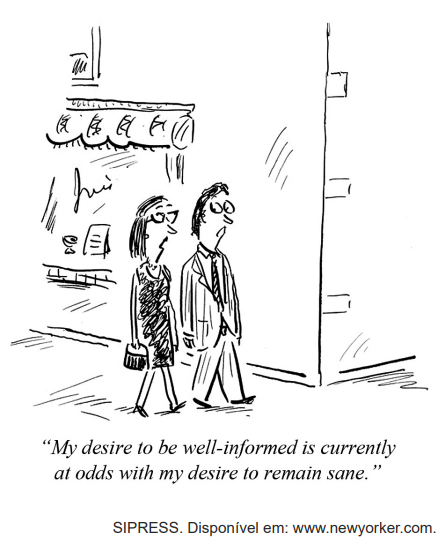 “My desire to be well-informed is currently
at odds with my desire to remain sane.”
SIPRESS. Disponível em: www.newyorker.com.